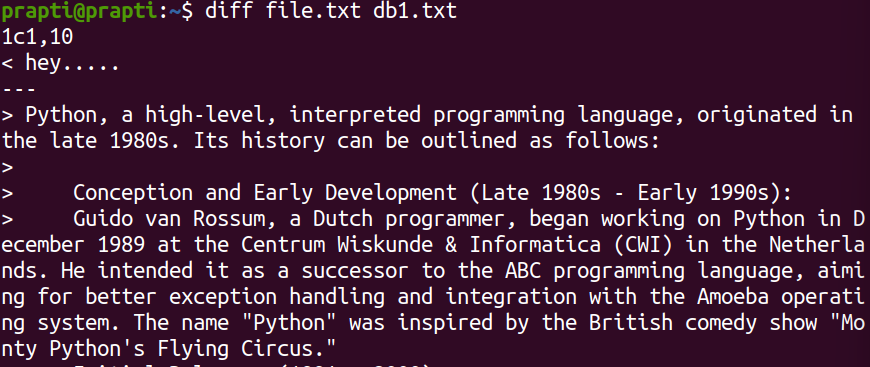 prapti@prapti:~$ diff file.txt db1.txt
1c1,10
< hey.....
---
> Python, a high-level, interpreted programming language, originated in
the late 1980s. Its history can be outlined as follows:
>
>     Conception and Early Development (Late 1980s - Early 1990s):
>     Guido van Rossum, a Dutch programmer, began working on Python in D
ecember 1989 at the Centrum Wiskunde & Informatica (CWI) in the Netherla
nds. He intended it as a successor to the ABC programming language, aimi
ng for better exception handling and integration with the Amoeba operati
ng system. The name "Python" was inspired by the British comedy show "Mo
nty Python's Flying Circus."